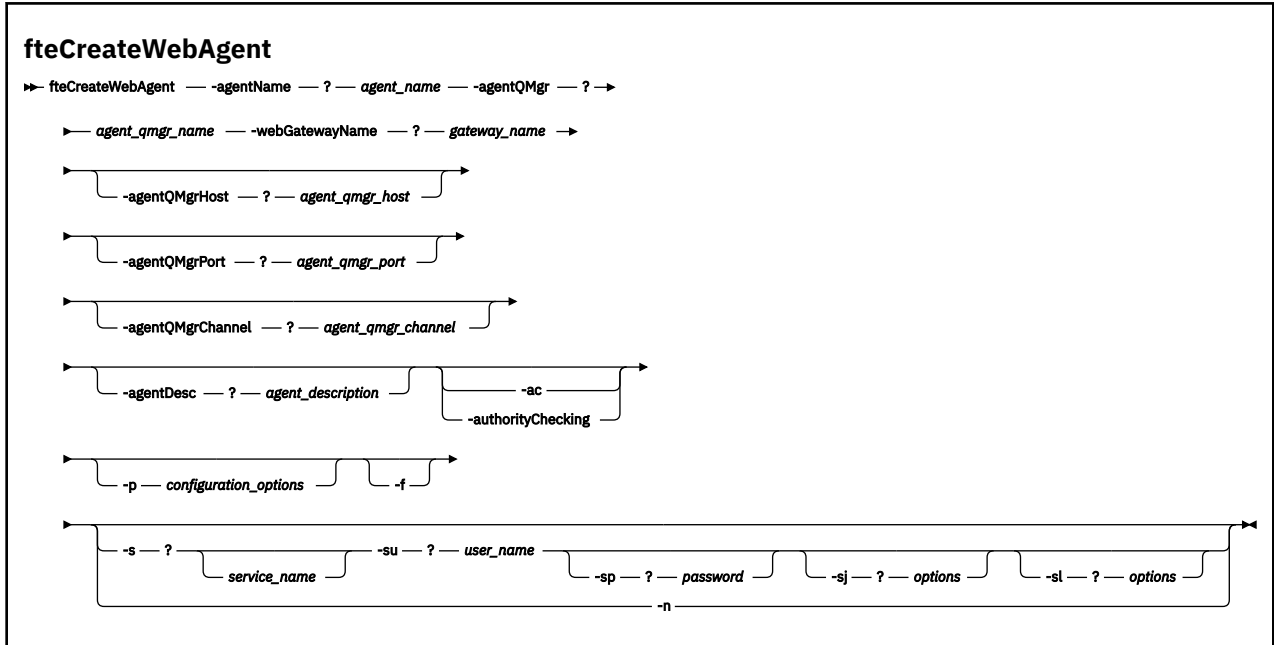 fteCreateWebAgent
fteCreateWebAgent -agentName ? agent_name -agentQMgr ?
agent_qmgr_name -webGatewayName ? gateway_name
-agentQMgrHost ? agent_qmgr_host
-agentQMgrPort ? agent_qmgr_port
-agentQMgrChannel ? agent_qmgr_channel
-agentDesc ? agent_description -ac
-authorityChecking
-p configuration_options -f
-s ? -su ? user_name
service_name -sp ? password -sj ? options -sl ? options
-n